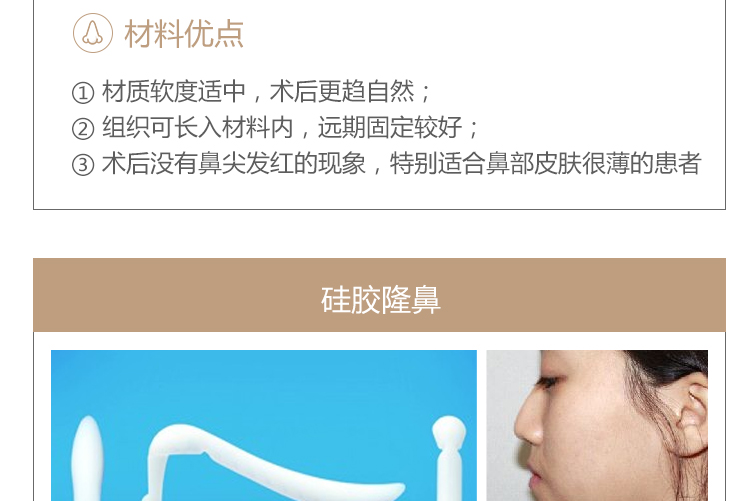 材料优点
① 材质软度适中，术后更趋自然；
② 组织可长入材料内，远期固定较好；
③ 术后没有鼻尖发红的现象，特别适合鼻部皮肤很薄的患者
硅胶隆鼻